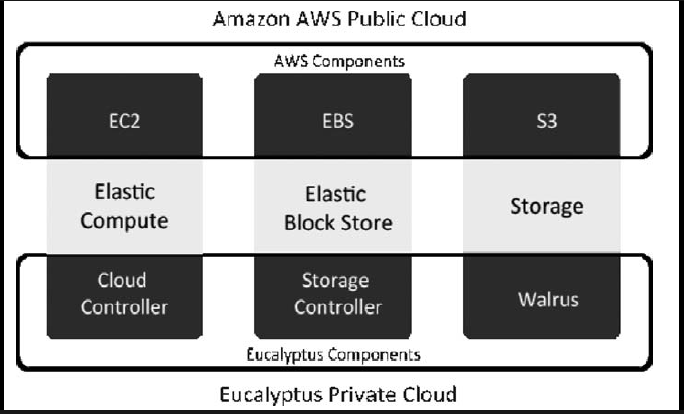 Amazon AWS Public Cloud
AWS Components
EC2
EBS
S3
Elastic
Compute
Elastic
Block Store
Storage
Cloud
Controller
Storage
Controller
Walrus
Eucalyptus Components
Eucalyptus Private Cloud